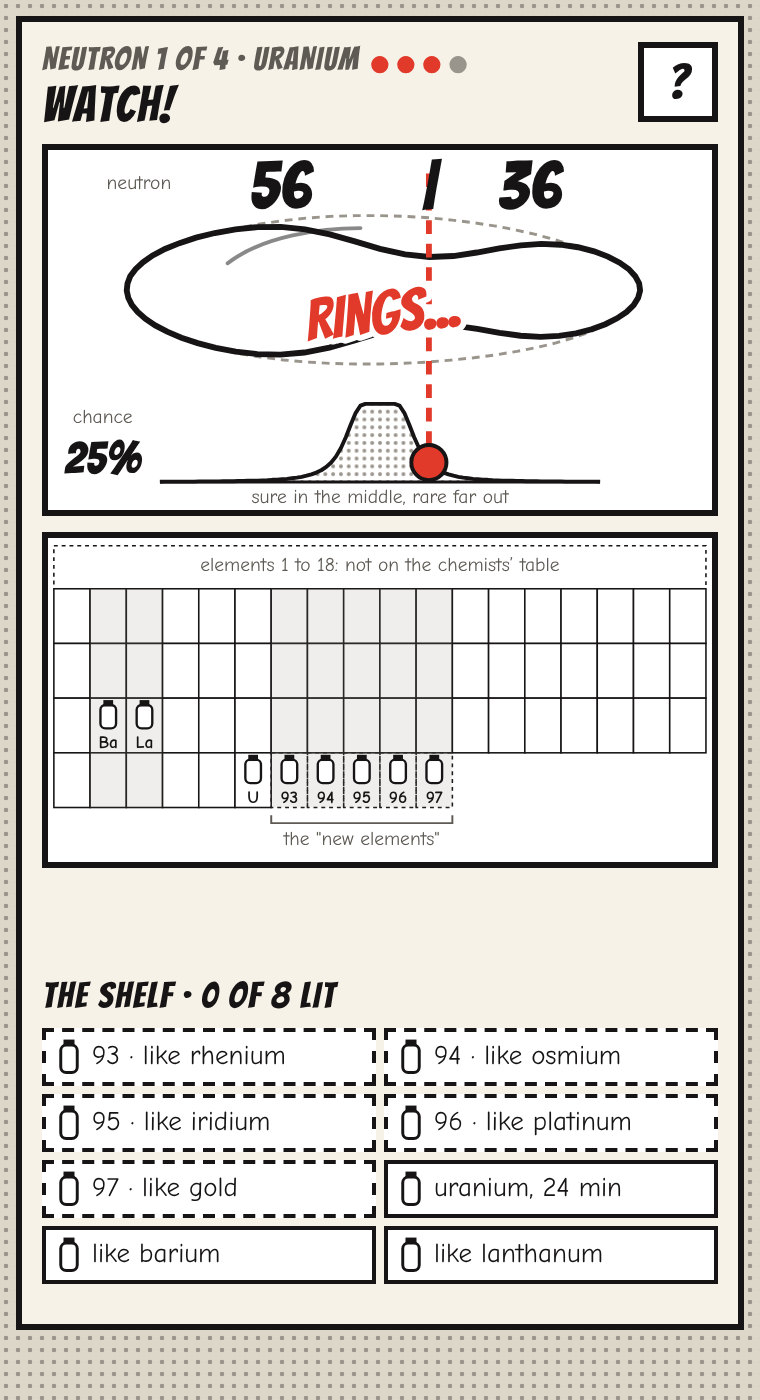 NEUTRON 1 OF 4 · URANIUM
WATCH!
?
neutron
56 / 36
RINGS...
chance
25%
sure in the middle, rare far out
elements 1 to 18: not on the chemists' table
Ba La
U 93 94 95 96 97
the "new elements"
THE SHELF · 0 OF 8 LIT
93 · like rhenium
94 · like osmium
95 · like iridium
96 · like platinum
97 · like gold
uranium, 24 min
like barium
like lanthanum